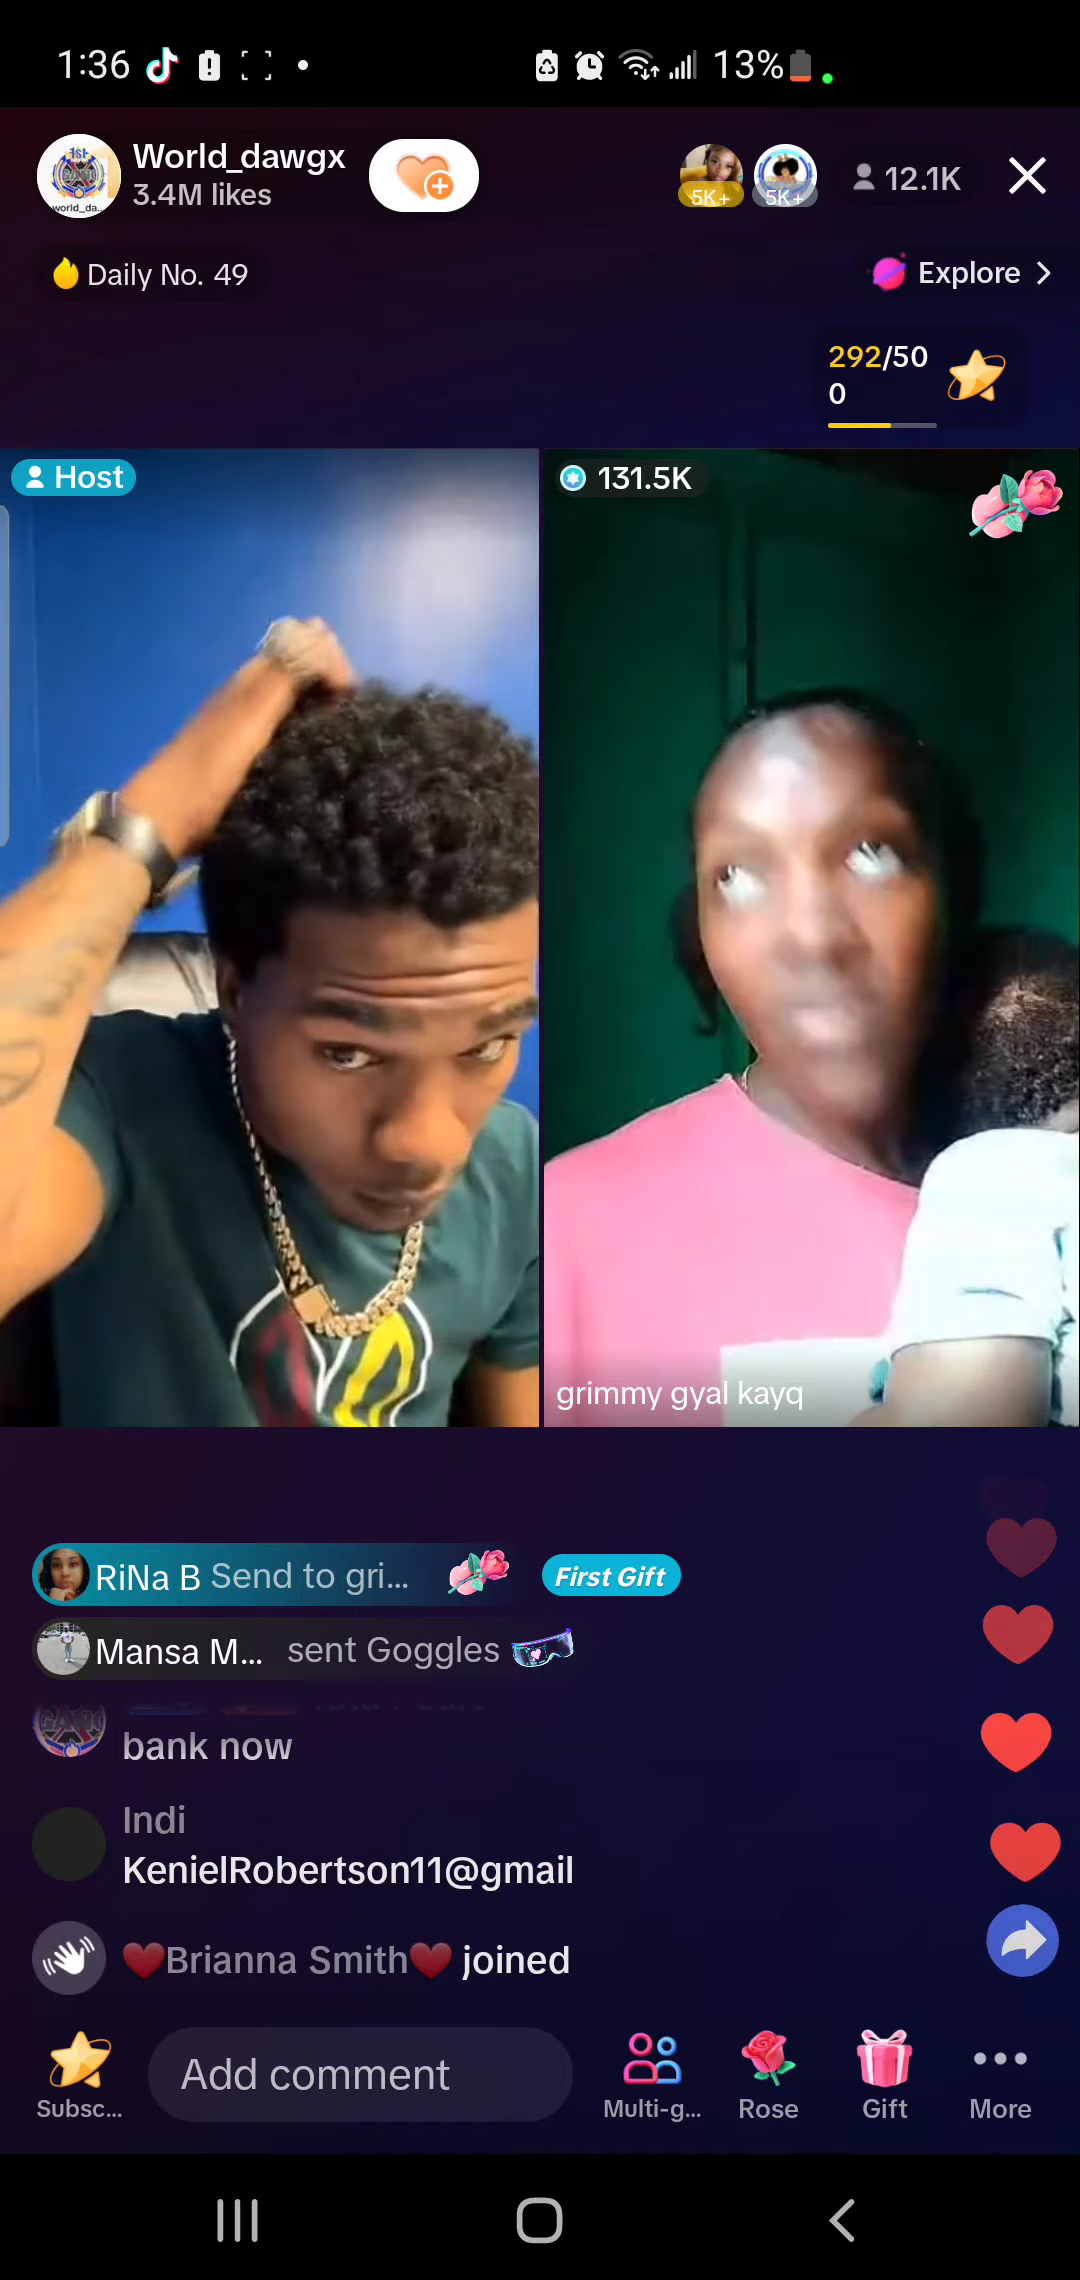 1:36
13%
World_dawgx
3.4M likes
5K+
5K+
12.1K
world_da...
Daily No. 49
Explore
292/50
0
Host
131.5K
grimmy gyal kayq
RiNa B Send to gri...
First Gift
Mansa M... sent Goggles
bank now
Indi
KenielRobertson11@gmail
Brianna Smith joined
Add comment
Subsc...
Multi-g...
Rose
Gift
More